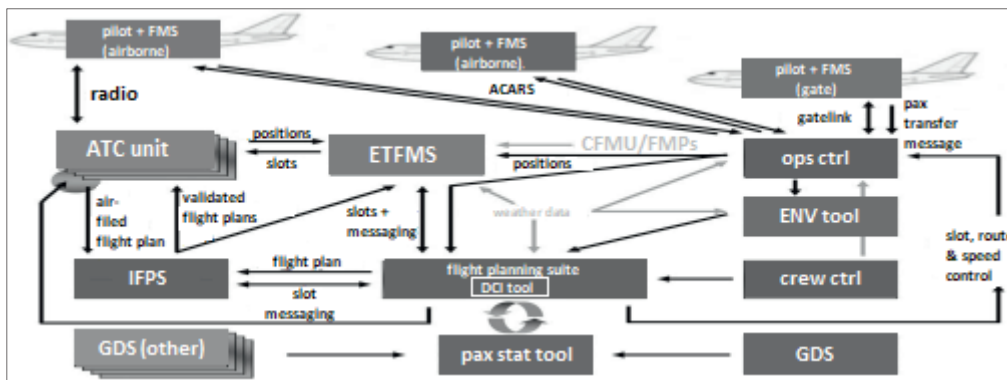 pilot + FMS
(airborne)
pilot + FMS
(airborne).
pilot + FMS
(gate)
radio
ACARS
gatelink
pax
transfer
message
ATC unit
positions
slots
ETFMS
CFMU/FMPs
positions
ops ctrl
air-
filed
flight plan
validated
flight plans
slots +
messaging
weather data
ENV tool
slot, route
& speed
control
IFPS
flight plan
slot
messaging
flight planning suite
DCI tool
crew ctrl
GDS (other)
pax stat tool
GDS